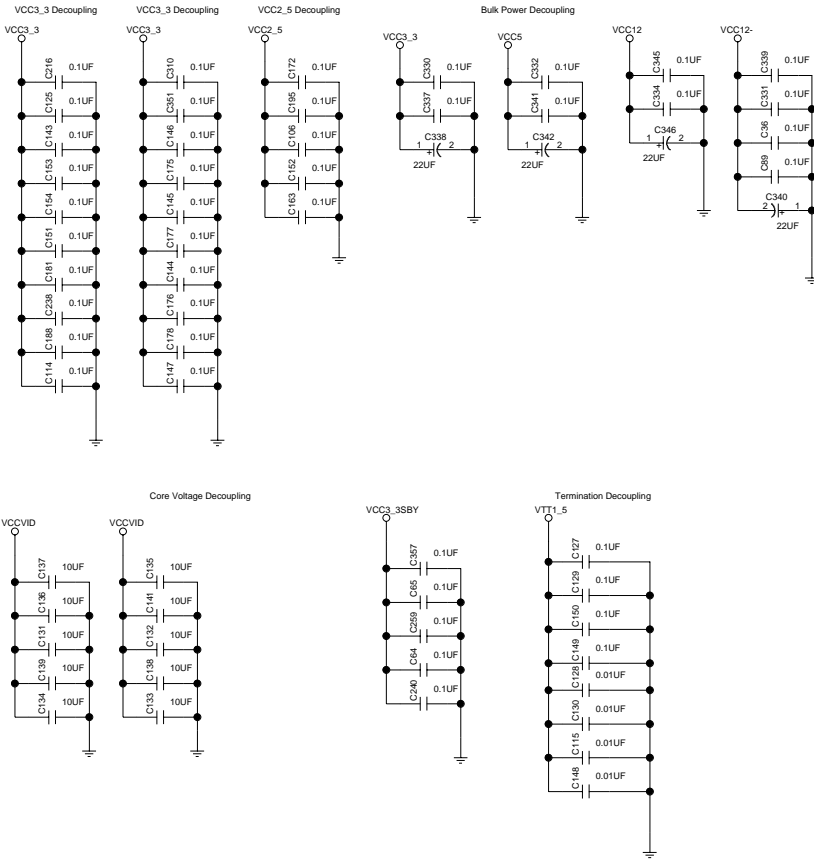 VCC3_3 Decoupling
VCC3_3
C216 0.1UF
C125 0.1UF
C143 0.1UF
C153 0.1UF
C154 0.1UF
C151 0.1UF
C181 0.1UF
C238 0.1UF
C188 0.1UF
C114 0.1UF
VCC3_3 Decoupling
VCC3_3
C310 0.1UF
C351 0.1UF
C146 0.1UF
C175 0.1UF
C145 0.1UF
C177 0.1UF
C144 0.1UF
C176 0.1UF
C178 0.1UF
C147 0.1UF
VCC2_5 Decoupling
VCC2_5
C172 0.1UF
C195 0.1UF
C106 0.1UF
C152 0.1UF
C163 0.1UF
Bulk Power Decoupling
VCC3_3
C330 0.1UF
C337 0.1UF
C338
1 + 2
22UF
VCC5
C332 0.1UF
C341 0.1UF
C342
1 + 2
22UF
VCC12
C345 0.1UF
C334 0.1UF
C346
1 + 2
22UF
VCC12-
C339 0.1UF
C331 0.1UF
C36 0.1UF
C89 0.1UF
C340
2 + 1
22UF
Core Voltage Decoupling
VCCVID
C137 10UF
C136 10UF
C131 10UF
C139 10UF
C134 10UF
VCCVID
C135 10UF
C141 10UF
C132 10UF
C138 10UF
C133 10UF
VCC3_3SBY
C357 0.1UF
C65 0.1UF
C259 0.1UF
C64 0.1UF
C240 0.1UF
Termination Decoupling
VTT1_5
C127 0.1UF
C129 0.1UF
C150 0.1UF
C149 0.1UF
C128 0.01UF
C130 0.01UF
C115 0.01UF
C148 0.01UF